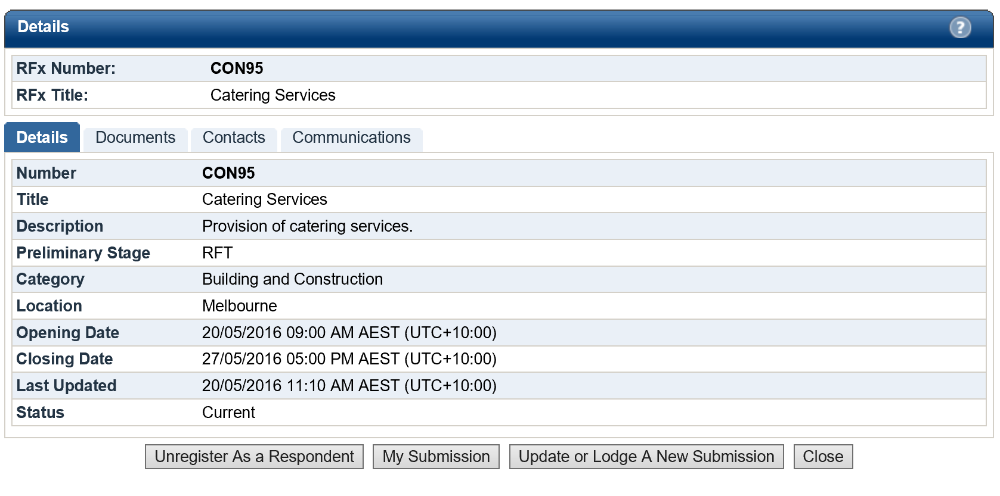 Details
?
RFx Number: CON95
RFx Title: Catering Services
Details Documents Contacts Communications
Number CON95
Title Catering Services
Description Provision of catering services.
Preliminary Stage RFT
Category Building and Construction
Location Melbourne
Opening Date 20/05/2016 09:00 AM AEST (UTC+10:00)
Closing Date 27/05/2016 05:00 PM AEST (UTC+10:00)
Last Updated 20/05/2016 11:10 AM AEST (UTC+10:00)
Status Current
Unregister As a Respondent My Submission Update or Lodge A New Submission Close